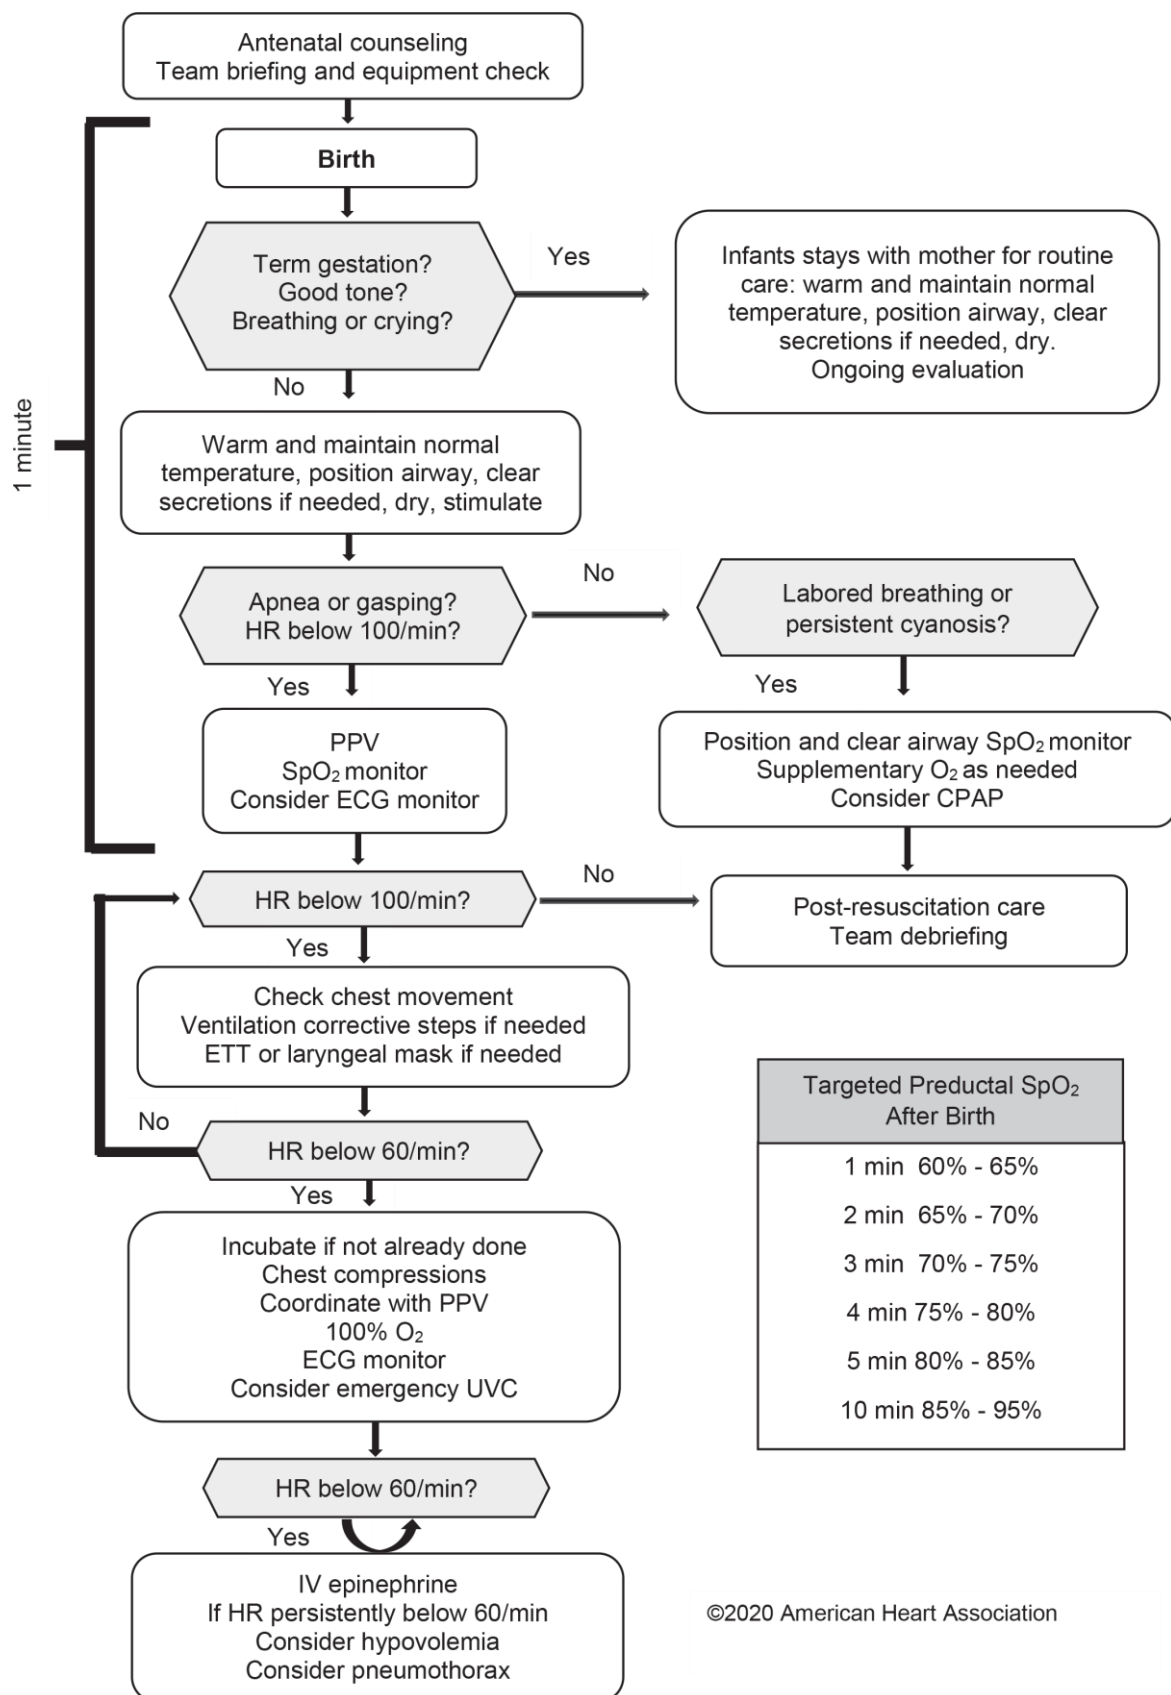 Antenatal counseling
Team briefing and equipment check
Birth
1 minute
Term gestation?
Good tone?
Breathing or crying?
Yes
Infants stays with mother for routine
care: warm and maintain normal
temperature, position airway, clear
secretions if needed, dry.
Ongoing evaluation
No
Warm and maintain normal
temperature, position airway, clear
secretions if needed, dry, stimulate
Apnea or gasping?
HR below 100/min?
No
Labored breathing or
persistent cyanosis?
Yes
Yes
PPV
SpO₂ monitor
Consider ECG monitor
Position and clear airway SpO₂ monitor
Supplementary O₂ as needed
Consider CPAP
HR below 100/min?
No
Post-resuscitation care
Team debriefing
Yes
Check chest movement
Ventilation corrective steps if needed
ETT or laryngeal mask if needed
No
HR below 60/min?
Yes
Incubate if not already done
Chest compressions
Coordinate with PPV
100% O₂
ECG monitor
Consider emergency UVC
HR below 60/min?
Yes
IV epinephrine
If HR persistently below 60/min
Consider hypovolemia
Consider pneumothorax
Targeted Preductal SpO₂
After Birth
1 min 60% - 65%
2 min 65% - 70%
3 min 70% - 75%
4 min 75% - 80%
5 min 80% - 85%
10 min 85% - 95%
©2020 American Heart Association